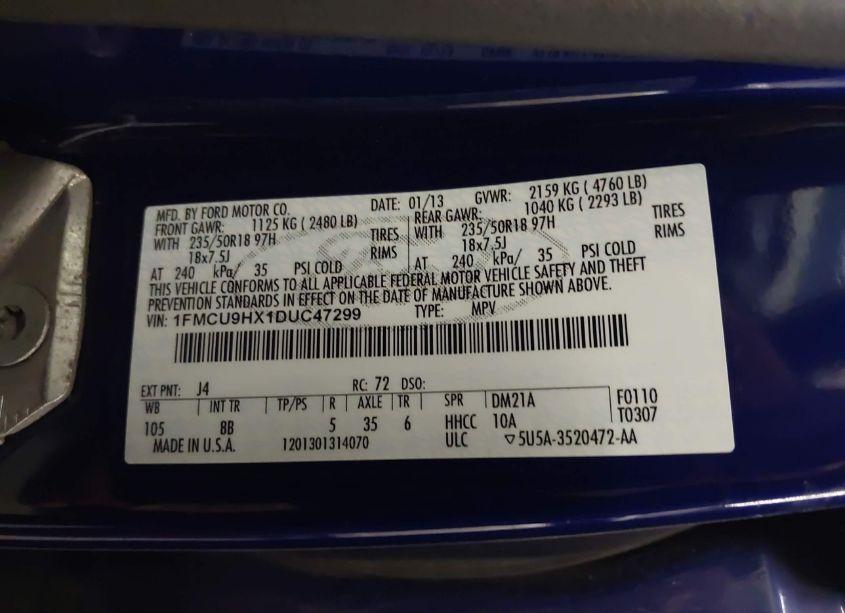 MFD. BY FORD MOTOR CO. DATE: 01/13 GVWR: 2159 KG ( 4760 LB)
FRONT GAWR: 1125 KG ( 2480 LB) REAR GAWR: 1040 KG ( 2293 LB)
WITH 235/50R18 97H TIRES WITH 235/50R18 97H TIRES
18x7.5J RIMS 18x7.5J RIMS
AT 240 kPa/ 35 PSI COLD AT 240 kPa/ 35 PSI COLD
THIS VEHICLE CONFORMS TO ALL APPLICABLE FEDERAL MOTOR VEHICLE SAFETY AND THEFT
PREVENTION STANDARDS IN EFFECT ON THE DATE OF MANUFACTURE SHOWN ABOVE.
VIN: 1FMCU9HX1DUC47299 TYPE: MPV
EXT PNT: J4 RC: 72 DSO:
WB INT TR TP/PS R AXLE TR SPR DM21A F0110
105 8B 5 35 6 HHCC 10A T0307
MADE IN U.S.A. 1201301314070 ULC ▽5U5A-3520472-AA